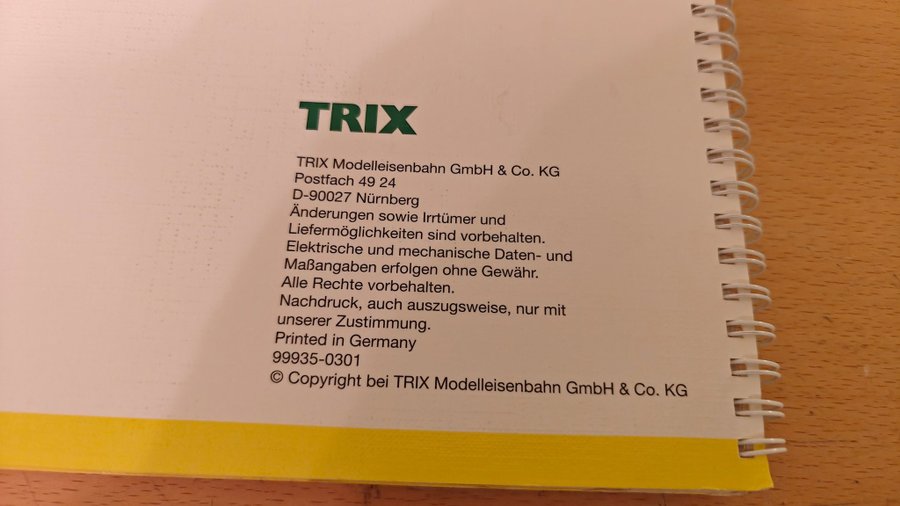 TRIX
TRIX Modelleisenbahn GmbH & Co. KG
Postfach 49 24
D-90027 Nürnberg
Änderungen sowie Irrtümer und
Liefermöglichkeiten sind vorbehalten.
Elektrische und mechanische Daten- und
Maßangaben erfolgen ohne Gewähr.
Alle Rechte vorbehalten.
Nachdruck, auch auszugsweise, nur mit
unserer Zustimmung.
Printed in Germany
99935-0301
© Copyright bei TRIX Modelleisenbahn GmbH & Co. KG